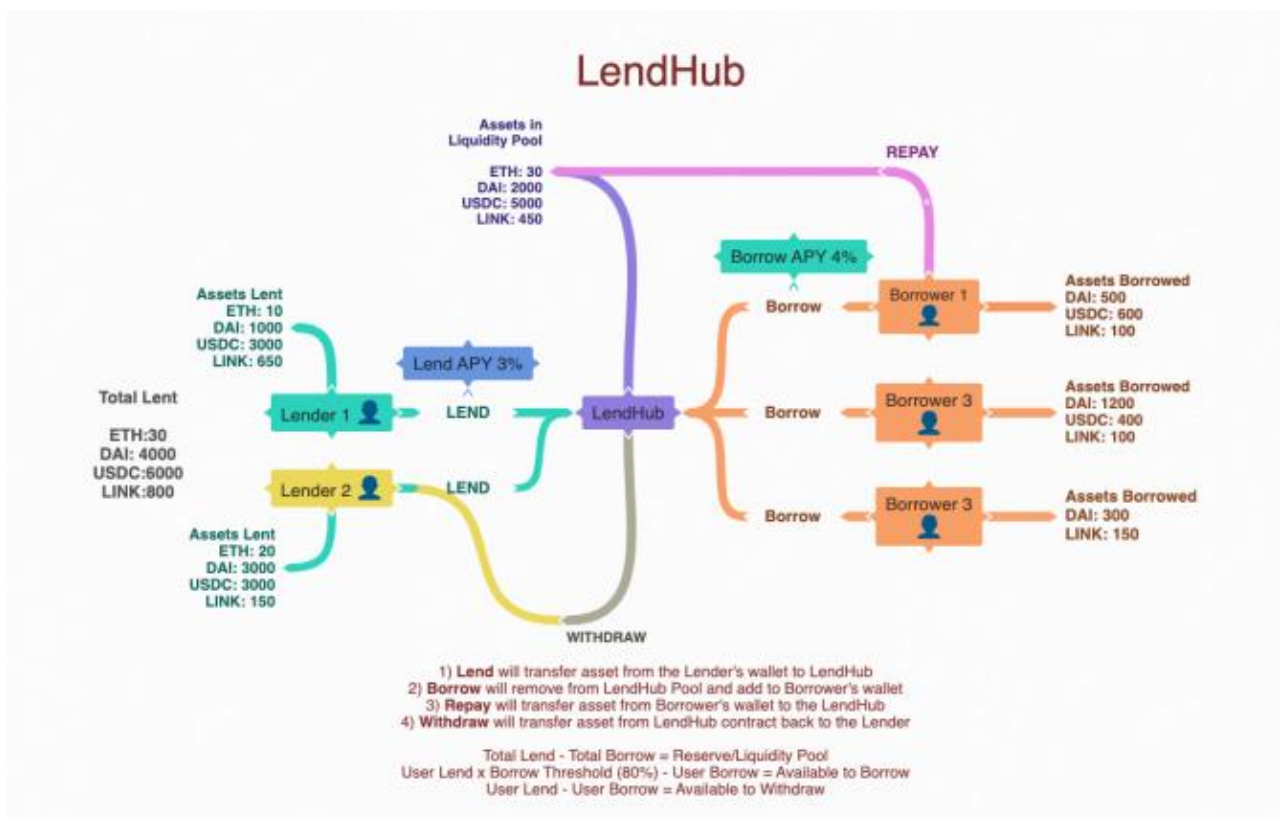 LendHub
Assets in
Liquidity Pool
ETH: 30
DAI: 2000
USDC: 5000
LINK: 450
REPAY
Borrow APY 4%
Borrower 1
Borrow
Assets Borrowed
DAI: 500
USDC: 600
LINK: 100
Assets Lent
ETH: 10
DAI: 1000
USDC: 3000
LINK: 650
Lend APY 3%
Total Lent
ETH:30
DAI: 4000
USDC:6000
LINK:800
Lender 1
LEND
LendHub
Borrow
Borrower 3
Assets Borrowed
DAI: 1200
USDC: 400
LINK: 100
Lender 2
LEND
Borrow
Borrower 3
Assets Borrowed
DAI: 300
LINK: 150
Assets Lent
ETH: 20
DAI: 3000
USDC: 3000
LINK: 150
WITHDRAW
1) Lend will transfer asset from the Lender's wallet to LendHub
2) Borrow will remove from LendHub Pool and add to Borrower's wallet
3) Repay will transfer asset from Borrower's wallet to the LendHub
4) Withdraw will transfer asset from LendHub contract back to the Lender
Total Lend - Total Borrow = Reserve/Liquidity Pool
User Lend x Borrow Threshold (80%) - User Borrow = Available to Borrow
User Lend - User Borrow = Available to Withdraw